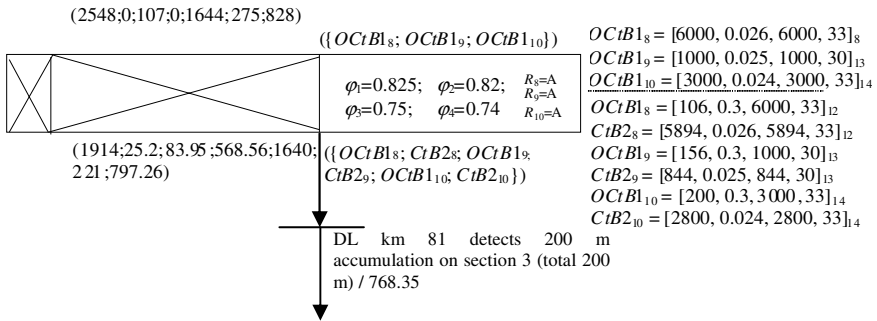 (2548;0;107;0;1644;275;828)
({OCtB1₈; OCtB1₉; OCtB1₁₀})
φ₁=0.825; φ₂=0.82; R₈=A
R₉=A
φ₃=0.75; φ₄=0.74 R₁₀=A
(1914;25.2;83.95;568.56;1640;
221;797.26)
({OCtB1₈; CtB2₈; OCtB1₉;
CtB2₉; OCtB1₁₀; CtB2₁₀})
DL km 81 detects 200 m
accumulation on section 3 (total 200
m) / 768.35
OCtB1₈ = [6000, 0.026, 6000, 33]₈
OCtB1₉ = [1000, 0.025, 1000, 30]₁₃
OCtB1₁₀ = [3000, 0.024, 3000, 33]₁₄
OCtB1₈ = [106, 0.3, 6000, 33]₁₂
CtB2₈ = [5894, 0.026, 5894, 33]₁₂
OCtB1₉ = [156, 0.3, 1000, 30]₁₃
CtB2₉ = [844, 0.025, 844, 30]₁₃
OCtB1₁₀ = [200, 0.3, 3000, 33]₁₄
CtB2₁₀ = [2800, 0.024, 2800, 33]₁₄